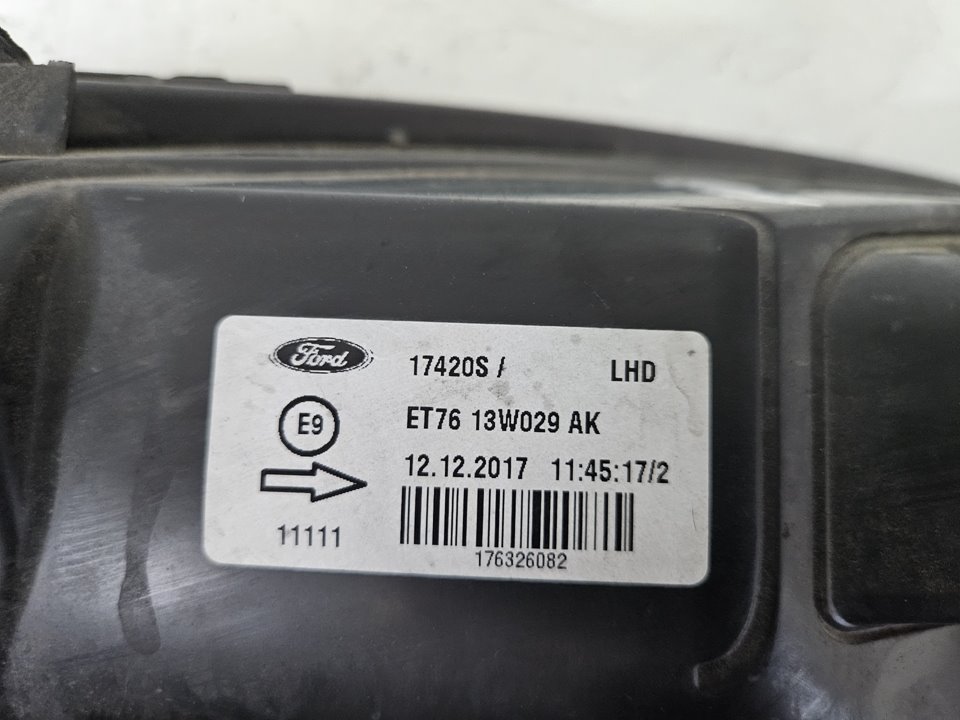 Ford
17420S /
LHD
E9
ET76 13W029 AK
12.12.2017 11:45:17/2
11111
176326082